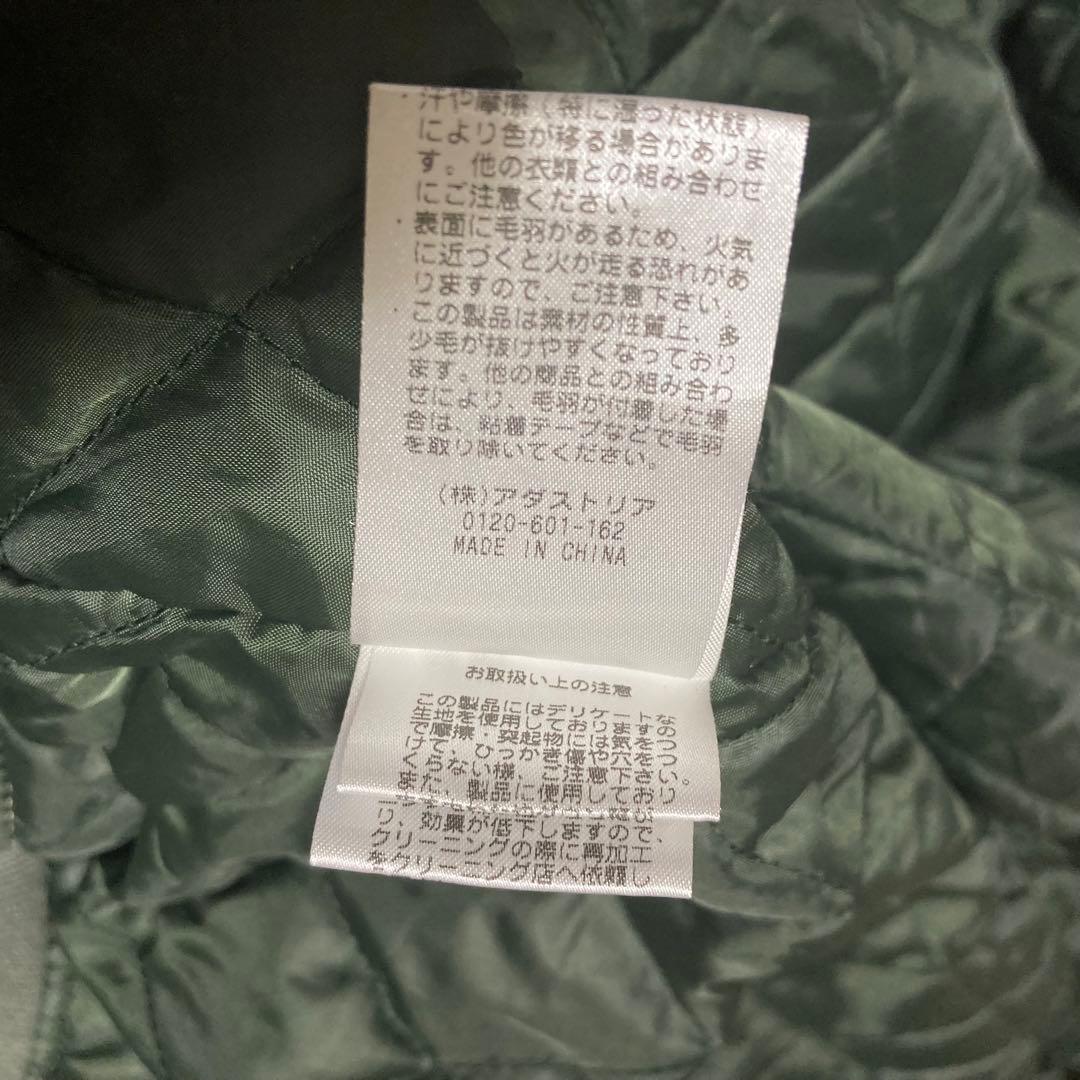 ・汗や摩擦(特に湿った状態)
により色が移る場合がありま
す。他の衣類との組み合わせ
にご注意ください。
・表面に毛羽があるため、火気
に近づくと火が走る恐れがあ
りますので、ご注意下さい。
・この製品は素材の性質上、多
少毛が抜けやすくなっており
ます。他の商品との組み合わ
せにより、毛羽が付着した場
合は、粘着テープなどで毛羽
を取り除いてください。
(株)アダストリア
0120-601-162
MADE IN CHINA
お取扱い上の注意
この製品にはデリケートな
生地を使用しておりますの
で摩擦・突起物には気をつ
けて、ひっかき傷や穴をつ
くらない様、ご注意下さい。
また、製品に使用しており
り、効果が低下しますので、
クリーニングの際に再加工
をクリーニング店へ依頼し